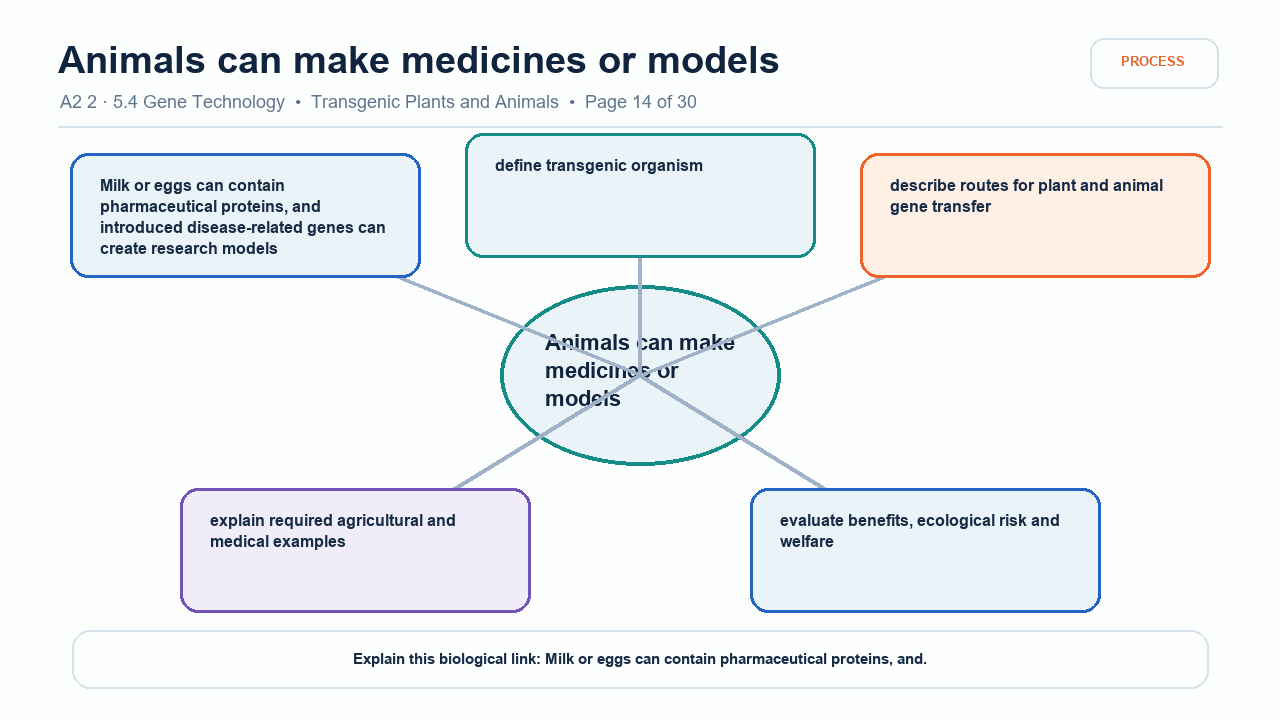 Animals can make medicines or models
PROCESS
A2 2 · 5.4 Gene Technology • Transgenic Plants and Animals • Page 14 of 30
Milk or eggs can contain
pharmaceutical proteins, and
introduced disease-related genes can
create research models
define transgenic organism
describe routes for plant and animal
gene transfer
Animals can make
medicines or
models
explain required agricultural and
medical examples
evaluate benefits, ecological risk and
welfare
Explain this biological link: Milk or eggs can contain pharmaceutical proteins, and.